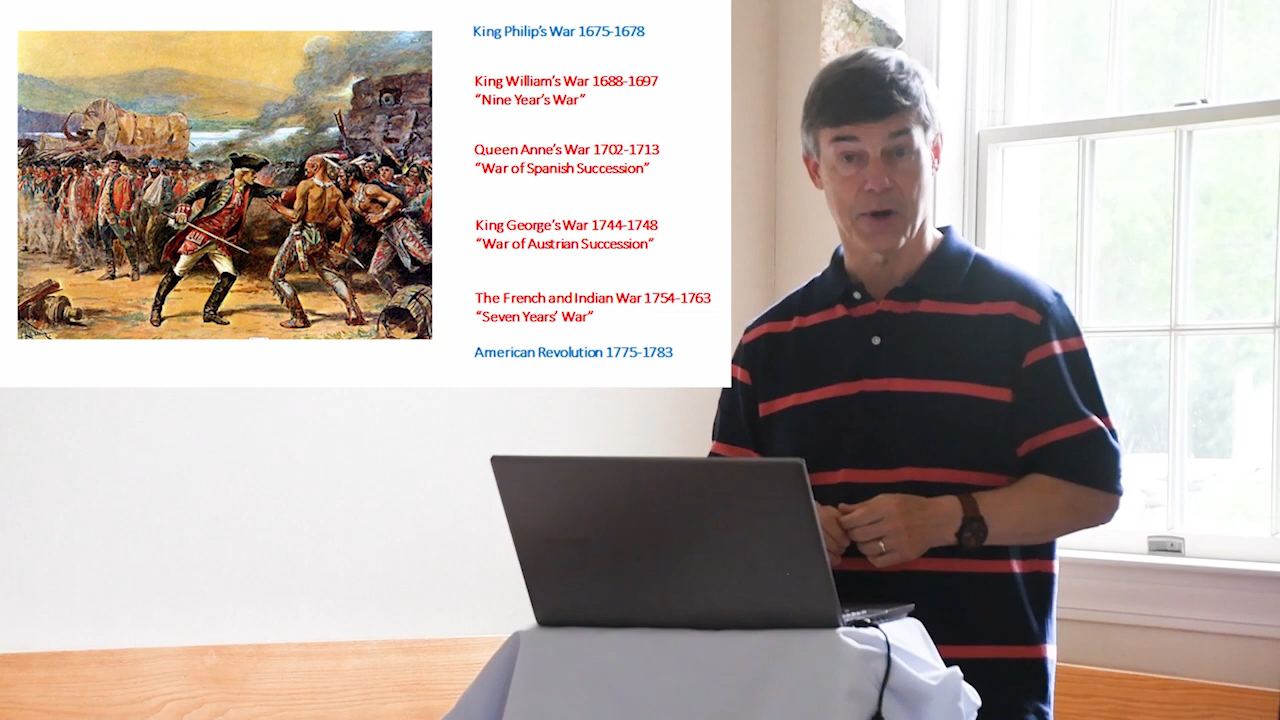 King Philip's War 1675-1678
King William's War 1688-1697
"Nine Year's War"
Queen Anne's War 1702-1713
"War of Spanish Succession"
King George's War 1744-1748
"War of Austrian Succession"
The French and Indian War 1754-1763
"Seven Years' War"
American Revolution 1775-1783